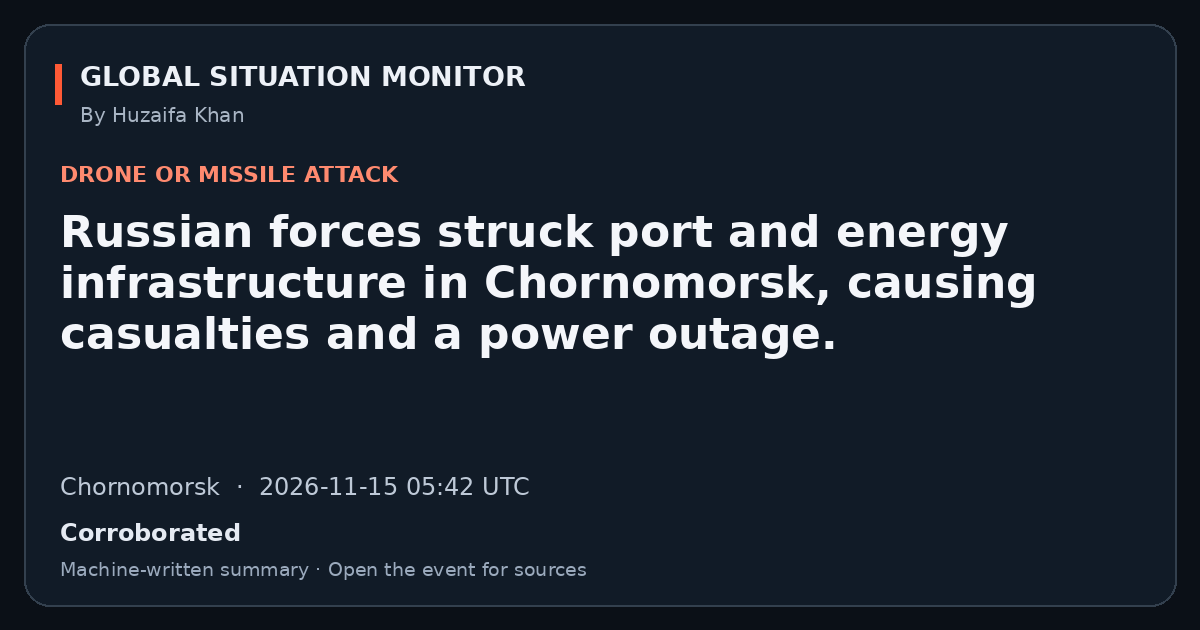 GLOBAL SITUATION MONITOR
By Huzaifa Khan
DRONE OR MISSILE ATTACK
Russian forces struck port and energy
infrastructure in Chornomorsk, causing
casualties and a power outage.
Chornomorsk · 2026-11-15 05:42 UTC
Corroborated
Machine-written summary · Open the event for sources